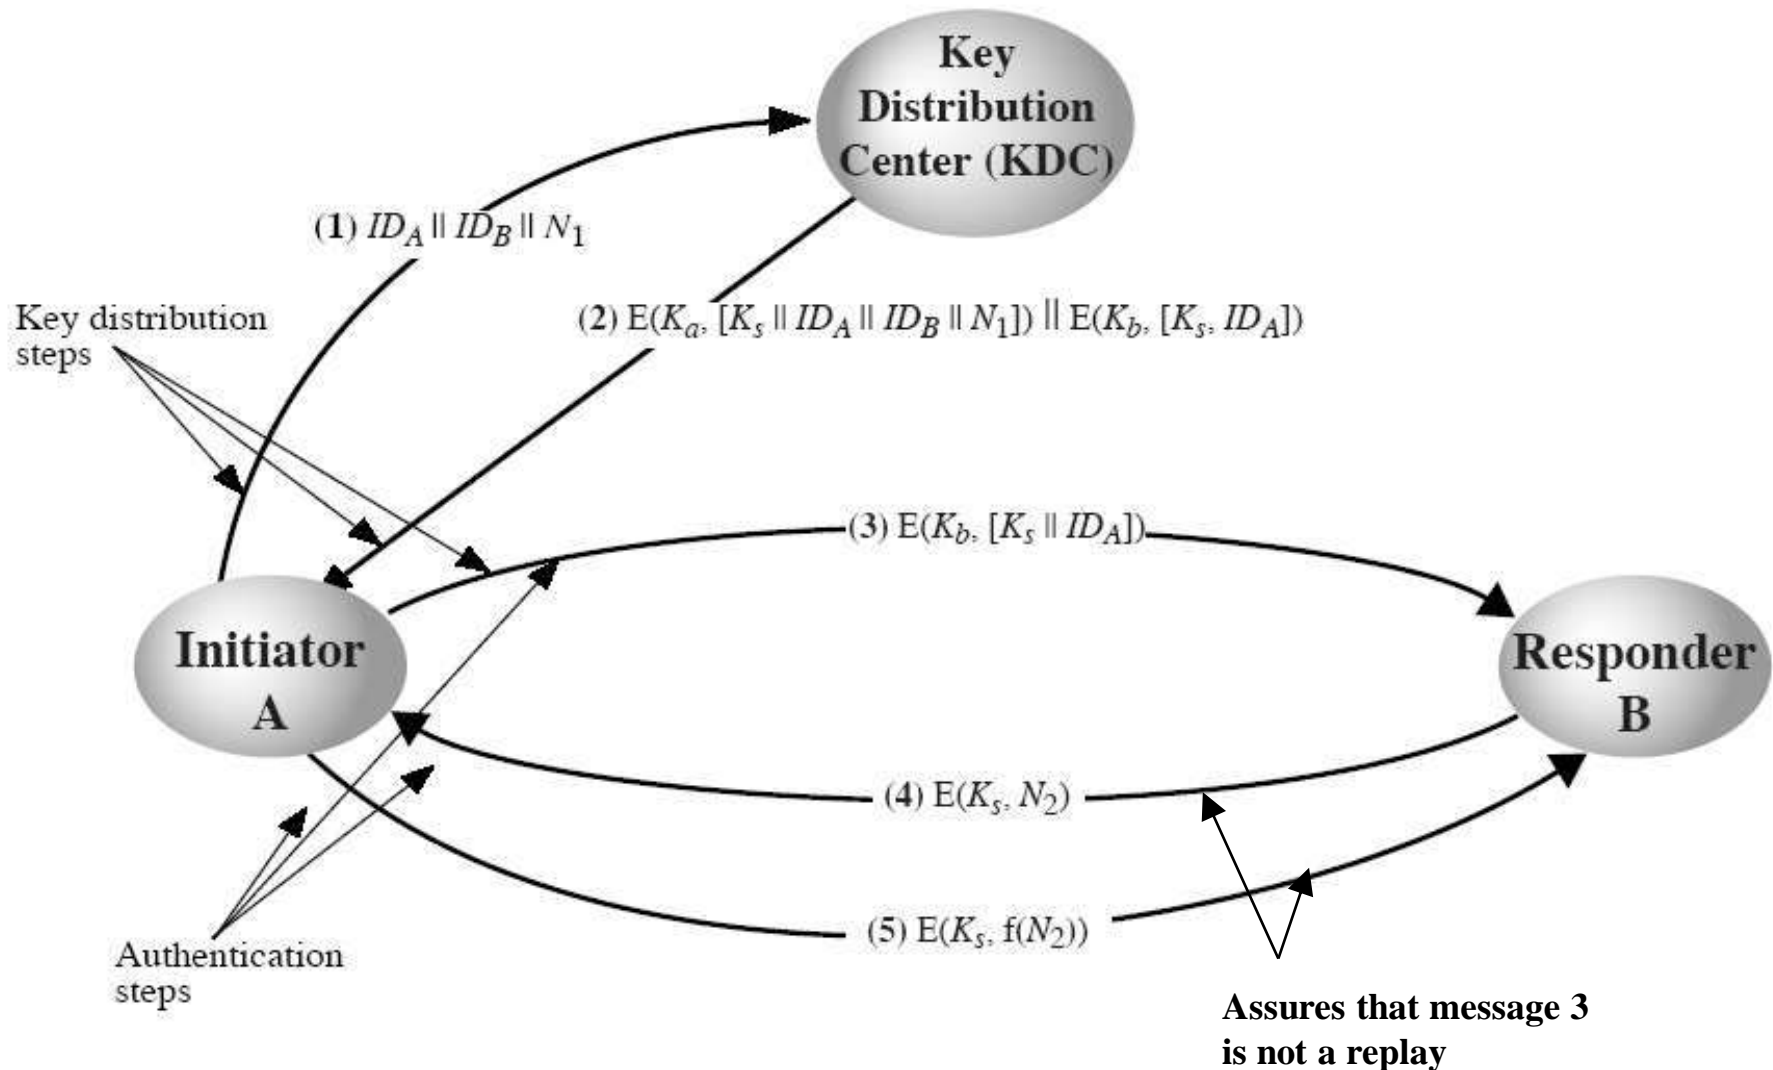 Key
Distribution
Center (KDC)
(1) ID_A || ID_B || N_1
Key distribution
steps
(2) E(K_a, [K_s || ID_A || ID_B || N_1]) || E(K_b, [K_s, ID_A])
(3) E(K_b, [K_s || ID_A])
Initiator
A
Responder
B
(4) E(K_s, N_2)
(5) E(K_s, f(N_2))
Authentication
steps
Assures that message 3
is not a replay